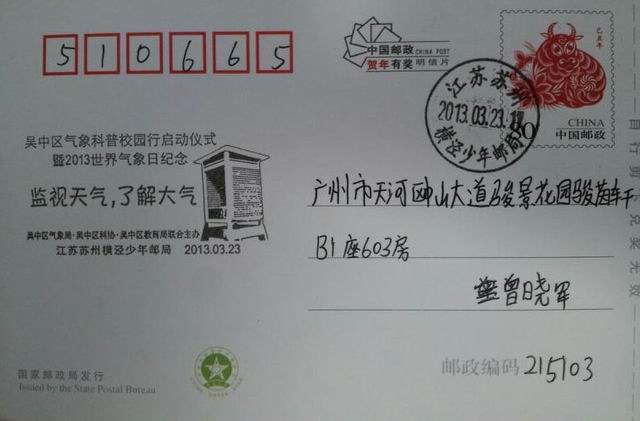 510665
中国邮政 CHINA POST
贺年有奖 明信片
己丑年
CHINA
中国邮政
80
江苏苏州
2013.03.23
横泾少年邮局
吴中区气象科普校园行启动仪式
暨2013世界气象日纪念
监视天气,了解大气
吴中区气象局·吴中区科协·吴中区教育局联合主办
江苏苏州横泾少年邮局 2013.03.23
广州市天河区中山大道骏景花园骏茵轩
B1座603房
曾晓军
国家邮政局发行
Issued by the State Postal Bureau
邮政编码 215103